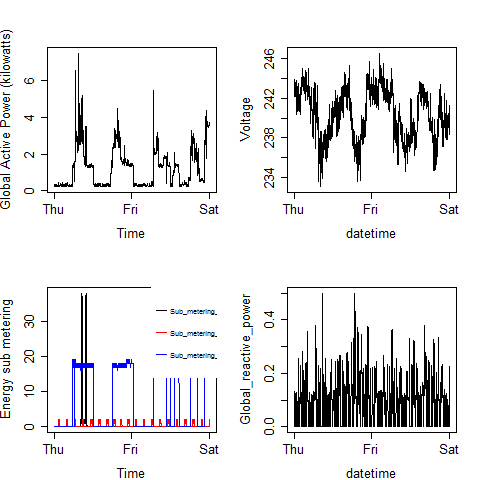 Global Active Power (kilowatts)
0 2 4 6
Thu Fri Sat
Time
Voltage
234 238 242 246
Thu Fri Sat
datetime
Energy sub metering
0 10 20 30
Sub_metering_
Sub_metering_
Sub_metering_
Thu Fri Sat
Time
Global_reactive_power
0.0 0.2 0.4
Thu Fri Sat
datetime